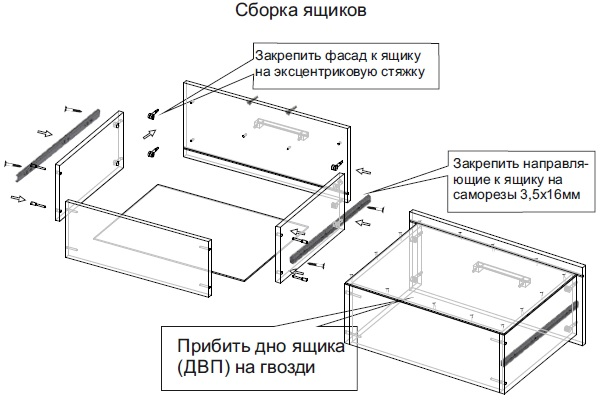 Сборка ящиков
Закрепить фасад к ящику
на эксцентриковую стяжку
Закрепить направля-
ющие к ящику на
саморезы 3,5х16мм
Прибить дно ящика
(ДВП) на гвозди